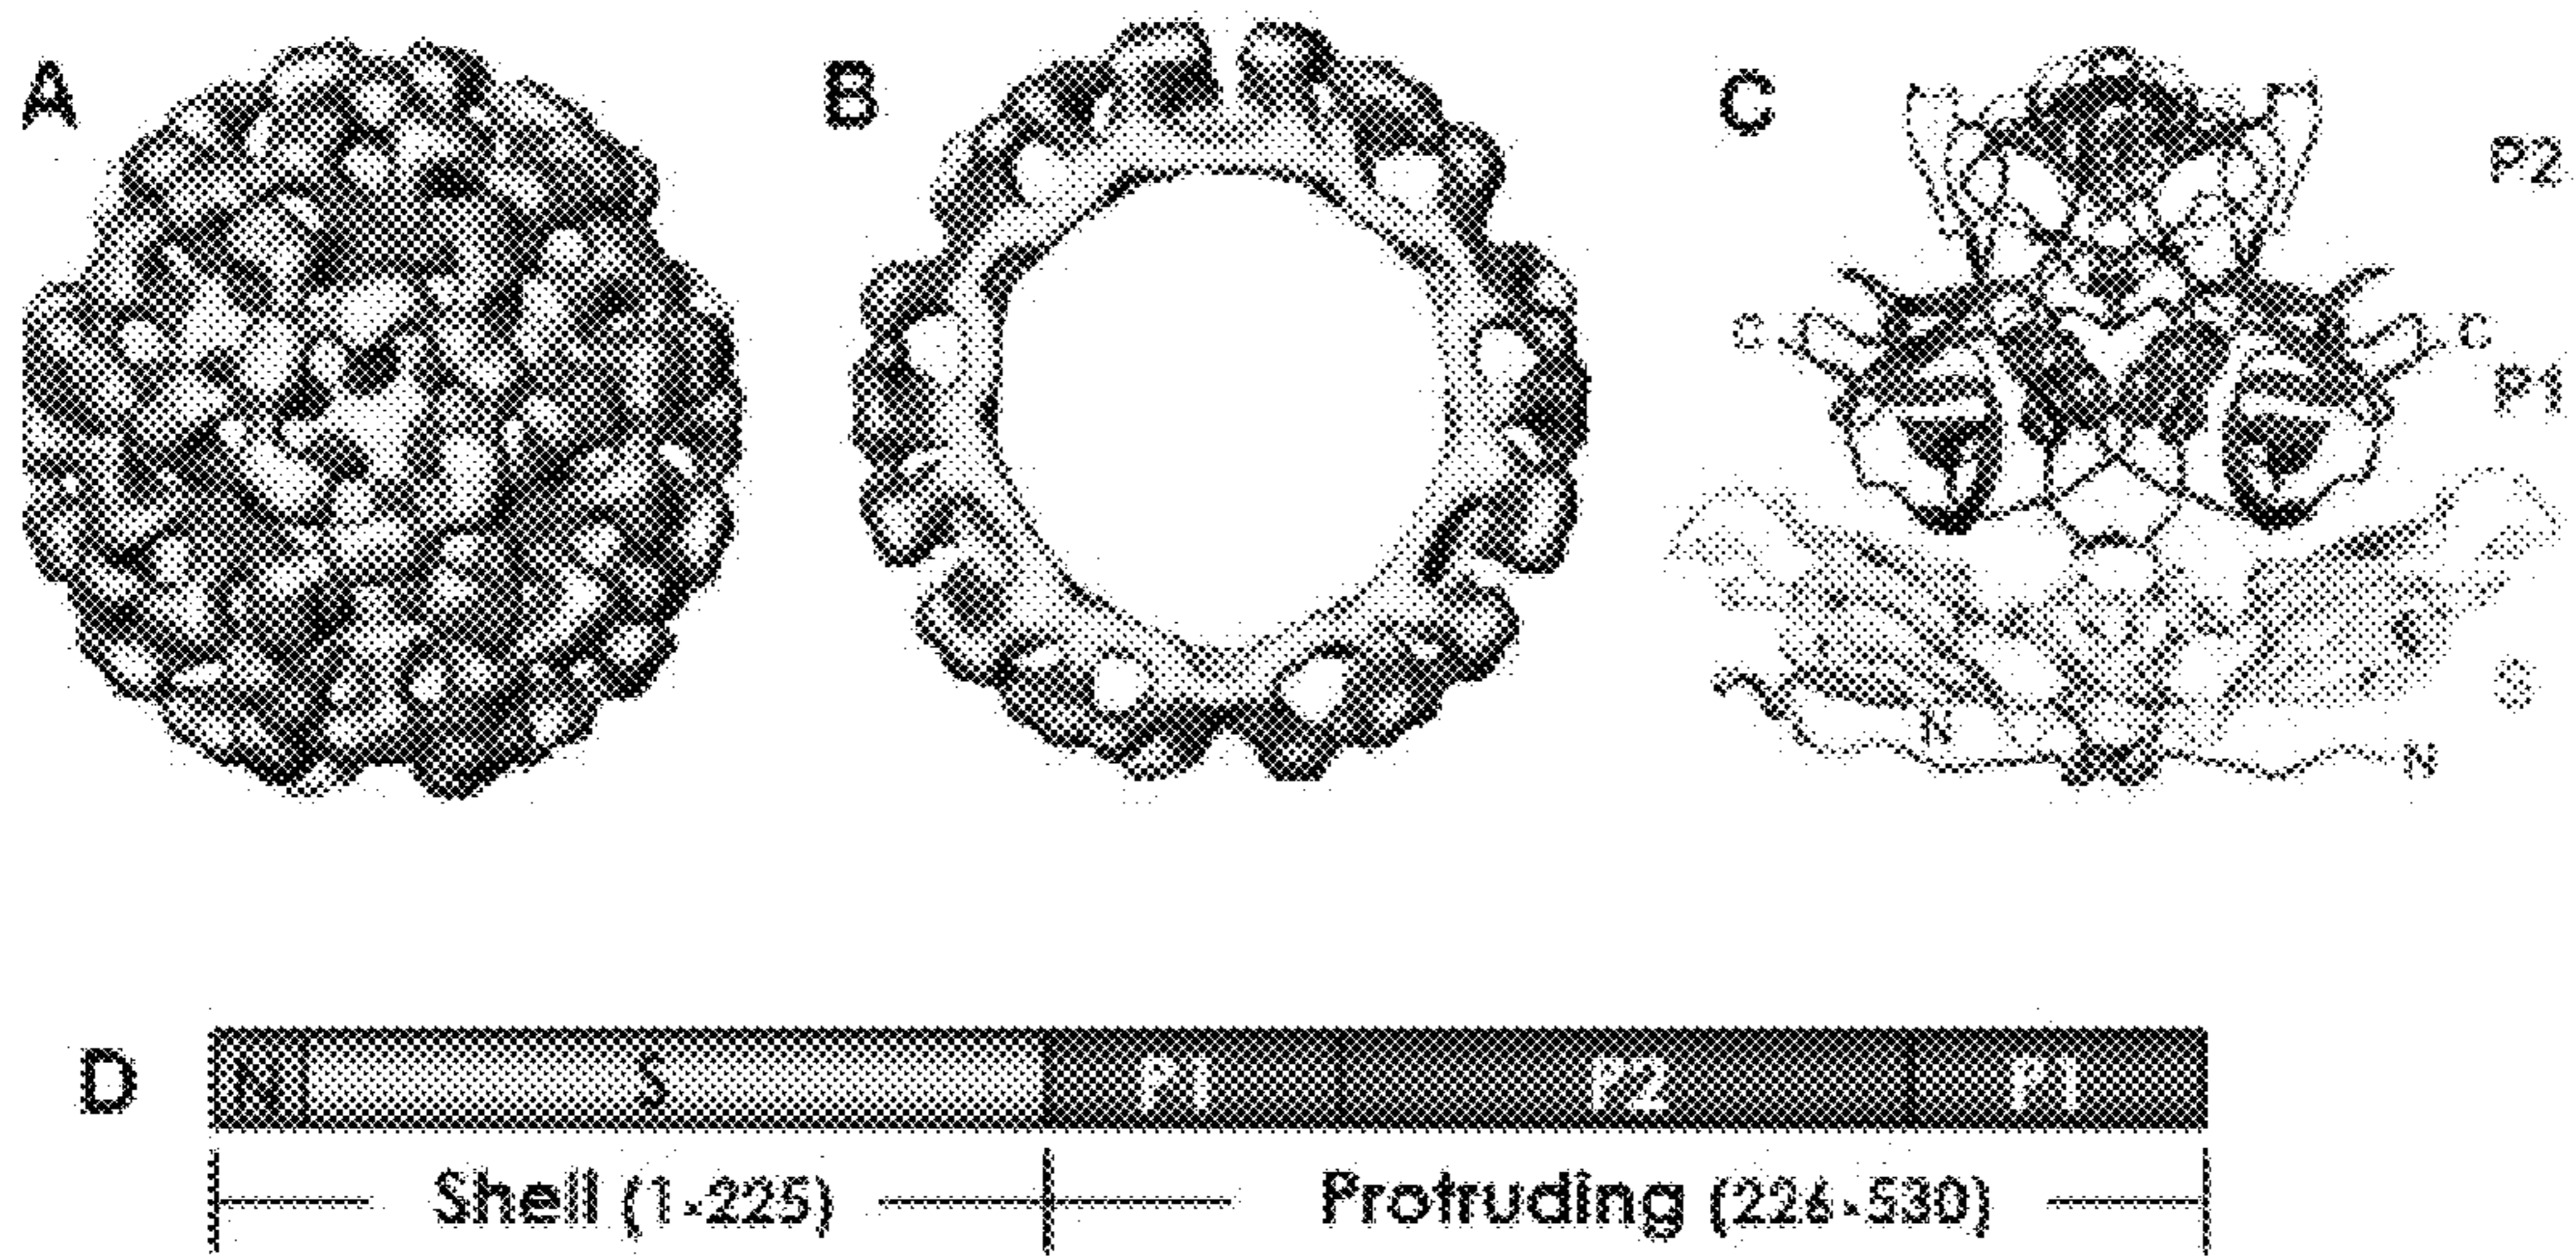 A B C
P2
C C
P1
S
N N
D N S P1 P2 P1
Shell (1-225) Protruding (226-530)